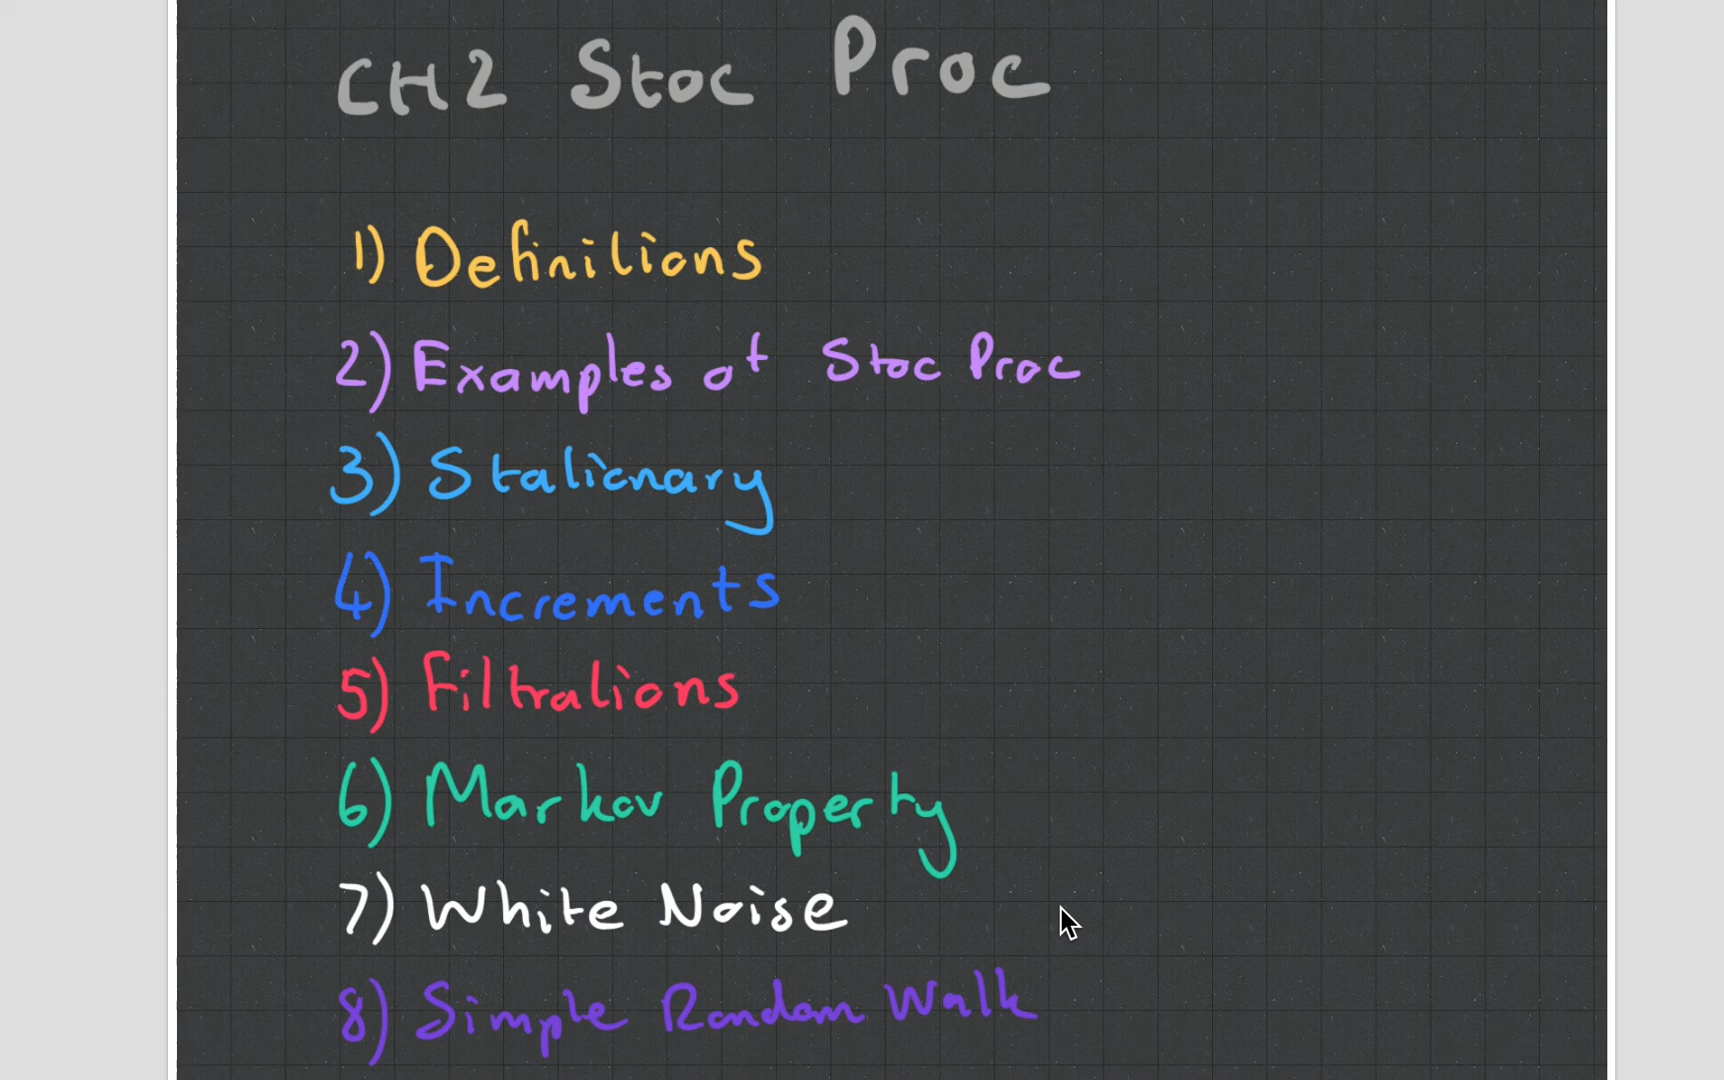 CH2 Stoc Proc
1) Definitions
2) Examples of Stoc Proc
3) Stationary
4) Increments
5) Filtrations
6) Markov Property
7) White Noise
8) Simple Random Walk